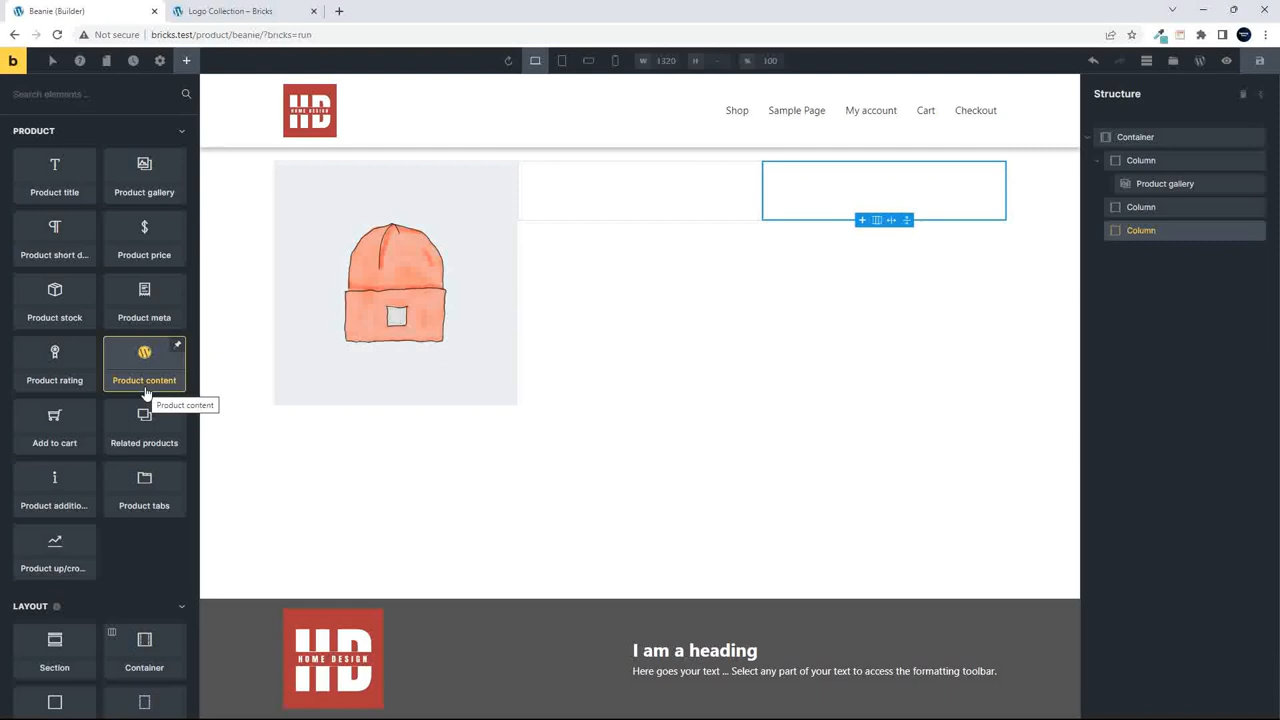 Beanie (Builder)
Logo Collection – Bricks
Not secure
bricks.test/product/beanie/?bricks=run
b
W 1320 H - % 100
Search elements ...
PRODUCT
Product title
Product gallery
Product short d...
Product price
Product stock
Product meta
Product rating
Product content
Product content
Add to cart
Related products
Product additio...
Product tabs
Product up/cro...
LAYOUT
Section
Container
HD
HOME DESIGN
Shop
Sample Page
My account
Cart
Checkout
HD
HOME DESIGN
I am a heading
Here goes your text ... Select any part of your text to access the formatting toolbar.
Structure
Container
Column
Product gallery
Column
Column